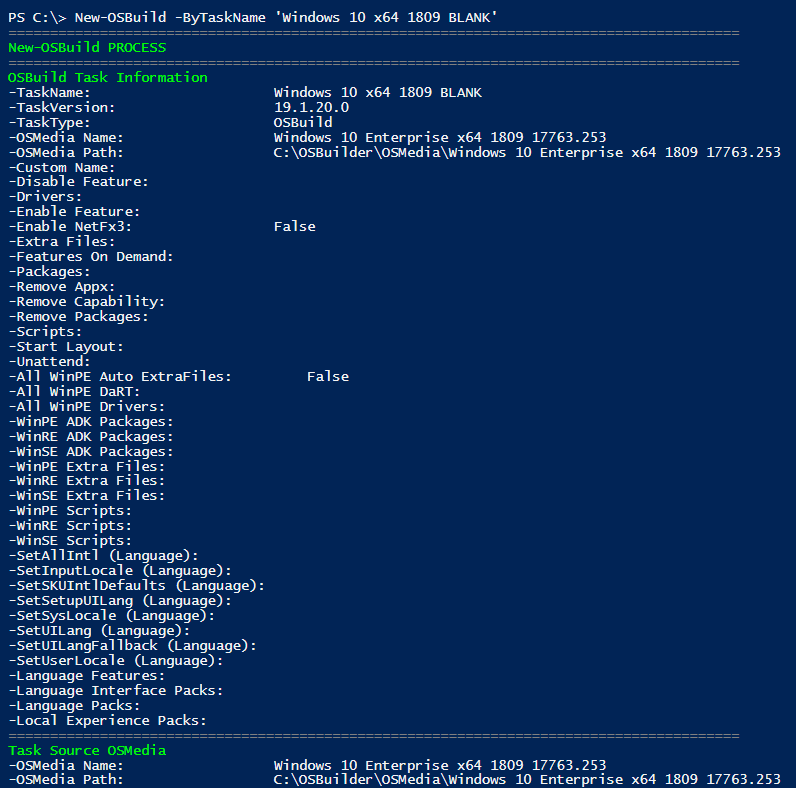 PS C:\> New-OSBuild -ByTaskName 'Windows 10 x64 1809 BLANK'
========================================================================================
New-OSBuild PROCESS
========================================================================================
OSBuild Task Information
-TaskName: Windows 10 x64 1809 BLANK
-TaskVersion: 19.1.20.0
-TaskType: OSBuild
-OSMedia Name: Windows 10 Enterprise x64 1809 17763.253
-OSMedia Path: C:\OSBuilder\OSMedia\Windows 10 Enterprise x64 1809 17763.253
-Custom Name:
-Disable Feature:
-Drivers:
-Enable Feature:
-Enable NetFx3: False
-Extra Files:
-Features On Demand:
-Packages:
-Remove Appx:
-Remove Capability:
-Remove Packages:
-Scripts:
-Start Layout:
-Unattend:
-All WinPE Auto ExtraFiles: False
-All WinPE DaRT:
-All WinPE Drivers:
-WinPE ADK Packages:
-WinRE ADK Packages:
-WinSE ADK Packages:
-WinPE Extra Files:
-WinRE Extra Files:
-WinSE Extra Files:
-WinPE Scripts:
-WinRE Scripts:
-WinSE Scripts:
-SetAllIntl (Language):
-SetInputLocale (Language):
-SetSKUIntlDefaults (Language):
-SetSetupUILang (Language):
-SetSysLocale (Language):
-SetUILang (Language):
-SetUILangFallback (Language):
-SetUserLocale (Language):
-Language Features:
-Language Interface Packs:
-Language Packs:
-Local Experience Packs:
========================================================================================
Task Source OSMedia
-OSMedia Name: Windows 10 Enterprise x64 1809 17763.253
-OSMedia Path: C:\OSBuilder\OSMedia\Windows 10 Enterprise x64 1809 17763.253